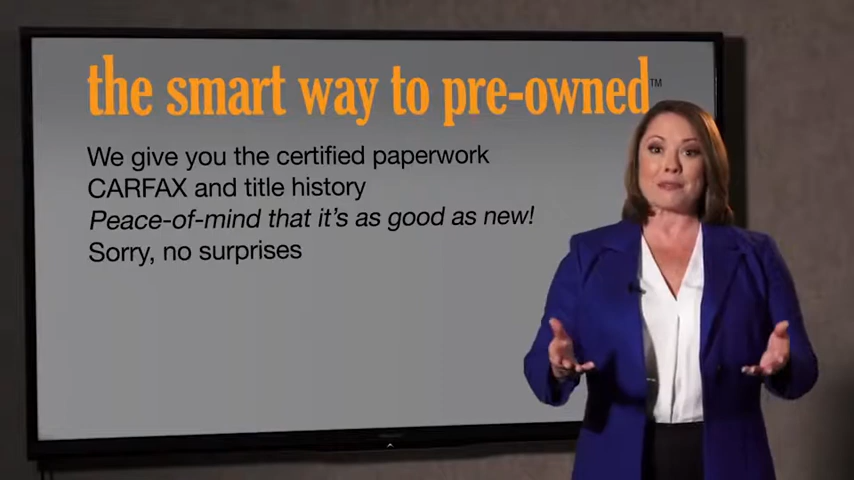 the smart way to pre-owned™
We give you the certified paperwork
CARFAX and title history
Peace-of-mind that it's as good as new!
Sorry, no surprises